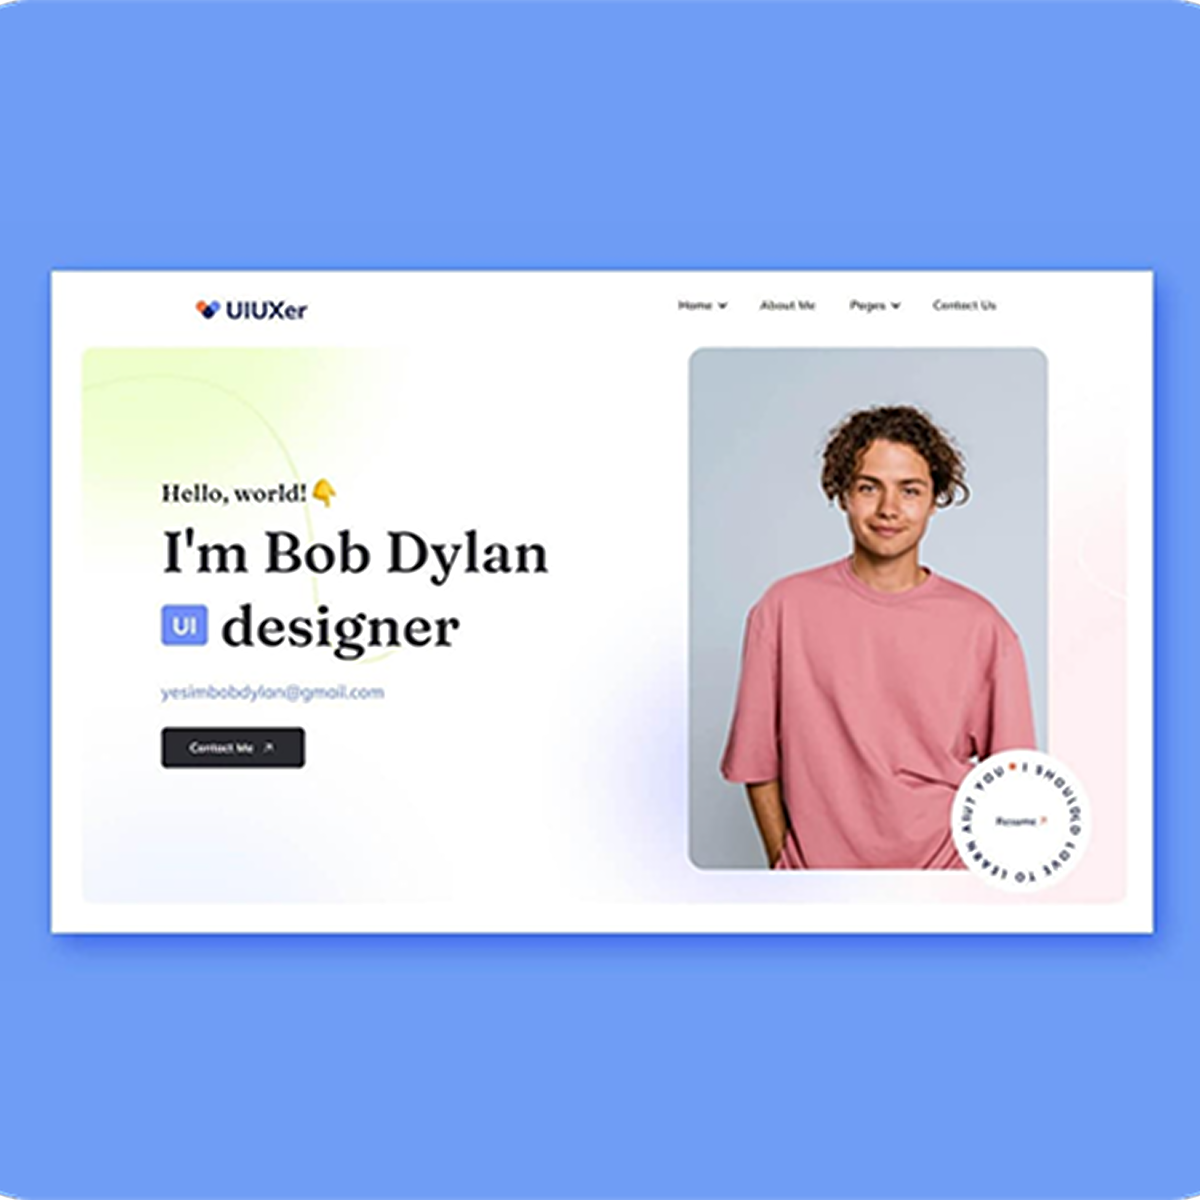 UIUXer
Home
About Me
Pages
Contact Us
Hello, world!
I'm Bob Dylan
UI designer
yesimbobdylan@gmail.com
Contact Me
Resume
I SHOULD
LOVE TO LEARN
YOU